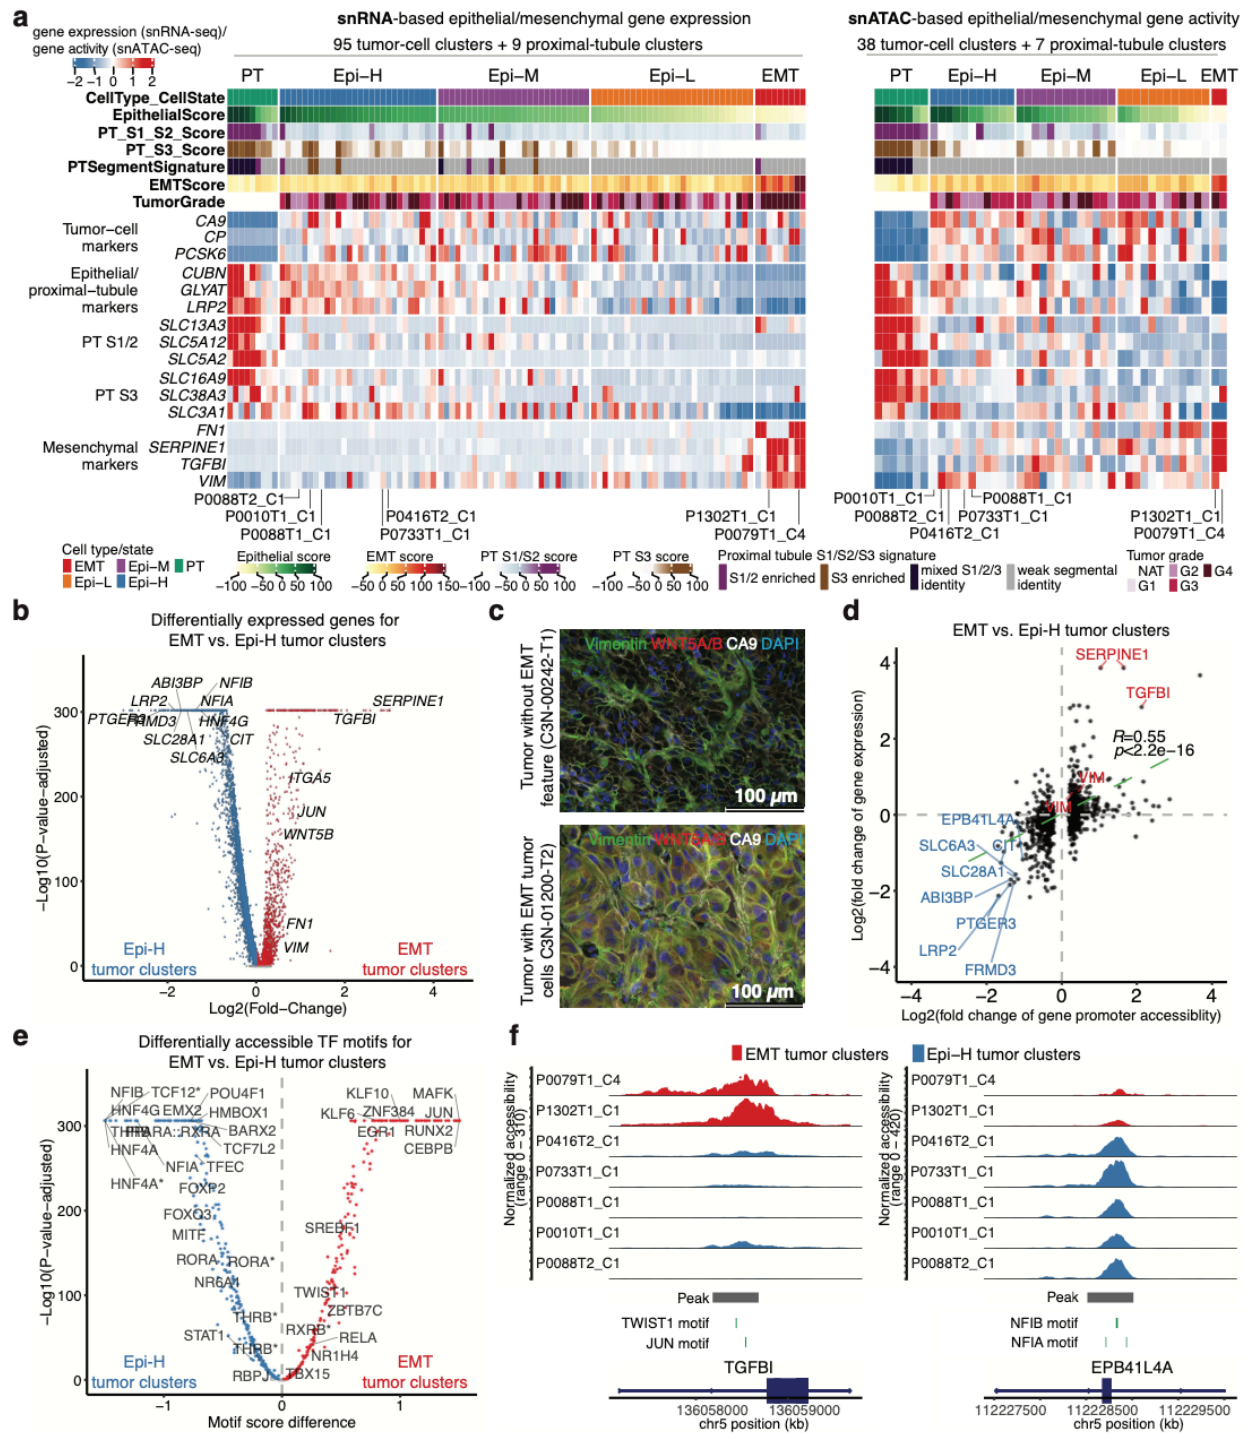 a
snRNA-based epithelial/mesenchymal gene expression
snATAC-based epithelial/mesenchymal gene activity
gene expression (snRNA-seq)/
gene activity (snATAC-seq)
−2 −1 0 1 2
95 tumor-cell clusters + 9 proximal-tubule clusters
38 tumor-cell clusters + 7 proximal-tubule clusters
PT Epi−H Epi−M Epi−L EMT
PT Epi−H Epi−M Epi−L EMT
CellType_CellState
EpithelialScore
PT_S1_S2_Score
PT_S3_Score
PTSegmentSignature
EMTScore
TumorGrade
Tumor−cell
markers
CA9
CP
PCSK6
Epithelial/
proximal−tubule
markers
CUBN
GLYAT
LRP2
PT S1/2
SLC13A3
SLC5A12
SLC5A2
PT S3
SLC16A9
SLC38A3
SLC3A1
Mesenchymal
markers
FN1
SERPINE1
TGFBI
VIM
P0088T2_C1
P0010T1_C1
P0088T1_C1
P0416T2_C1
P0733T1_C1
P1302T1_C1
P0079T1_C4
P0010T1_C1
P0088T2_C1
P0416T2_C1
P0088T1_C1
P0733T1_C1
P1302T1_C1
P0079T1_C4
Cell type/state
EMT Epi−M PT
Epi−L Epi−H
Epithelial score
−100 −50 0 50 100
EMT score
0 50 100 150
PT S1/S2 score
−100 −50 0 50 100
PT S3 score
−100 −50 0 50 100
Proximal tubule S1/S2/S3 signature
S1/2 enriched
S3 enriched
mixed S1/2/3
identity
weak segmental
identity
Tumor grade
NAT G2 G4
G1 G3
b
Differentially expressed genes for
EMT vs. Epi-H tumor clusters
−Log10(P−value−adjusted)
300
200
100
0
ABI3BP NFIB
LRP2 NFIA SERPINE1
PTGER3 FRMD3 HNF4G TGFBI
SLC28A1 CIT
SLC6A3
ITGA5
JUN
WNT5B
FN1
VIM
Epi-H
tumor clusters
EMT
tumor clusters
−2 0 2 4
Log2(Fold−Change)
c
Tumor without EMT
feature (C3N-00242-T1)
Vimentin WNT5A/B CA9 DAPI
100 µm
Tumor with EMT tumor
cells C3N-01200-T2)
Vimentin WNT5A/B CA9 DAPI
100 µm
d
EMT vs. Epi-H tumor clusters
Log2(fold change of gene expression)
4
2
0
−2
−4
SERPINE1
TGFBI
R=0.55
p<2.2e−16
VIM
VIM
EPB41L4A
SLC6A3 CIT
SLC28A1
ABI3BP
PTGER3
LRP2
FRMD3
−4 −2 0 2 4
Log2(fold change of gene promoter accessiblity)
e
Differentially accessible TF motifs for
EMT vs. Epi-H tumor clusters
−Log10(P−value−adjusted)
300
200
100
0
NFIB TCF12* POU4F1 KLF10 MAFK
HNF4G EMX2 HMBOX1 KLF6 ZNF384 JUN
PPARA::RXRA BARX2 EGR1 RUNX2
HNF4A TCF7L2 CEBPB
NFIA TFEC
HNF4A* FOXP2
FOXO3
MITF SREBF1
RORA RORA*
NR6A1 TWIST1
THRB* ZBTB7C
STAT1 RXRB* RELA
THRB* NR1H4
RBPJ TBX15
Epi-H
tumor clusters
EMT
tumor clusters
−1 0 1
Motif score difference
f
EMT tumor clusters
Epi−H tumor clusters
Normalized accessibility
(range 0 − 310)
P0079T1_C4
P1302T1_C1
P0416T2_C1
P0733T1_C1
P0088T1_C1
P0010T1_C1
P0088T2_C1
Peak
TWIST1 motif
JUN motif
TGFBI
136058000 136059000
chr5 position (kb)
Normalized accessibility
(range 0 − 420)
P0079T1_C4
P1302T1_C1
P0416T2_C1
P0733T1_C1
P0088T1_C1
P0010T1_C1
P0088T2_C1
Peak
NFIB motif
NFIA motif
EPB41L4A
112227500 112228500 112229500
chr5 position (kb)